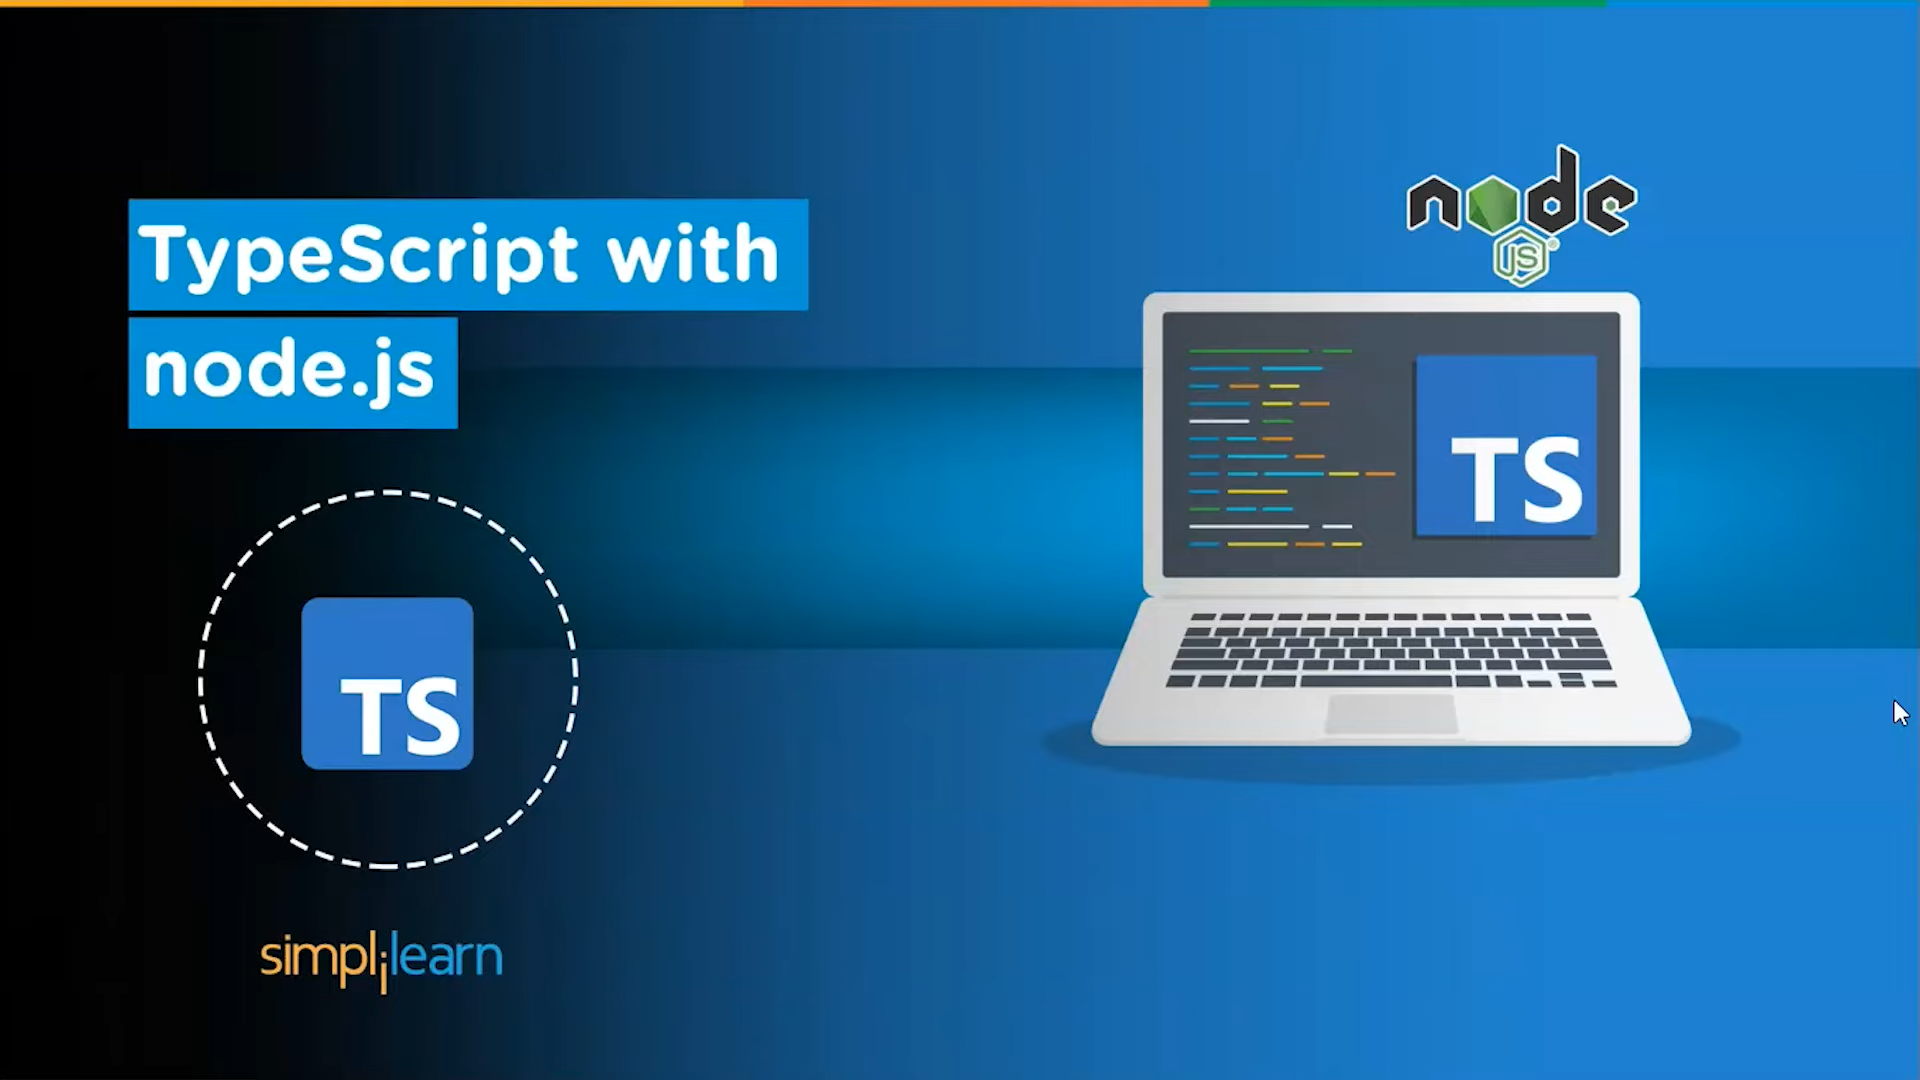 TypeScript with
node.js
node
JS
TS
TS
simplilearn